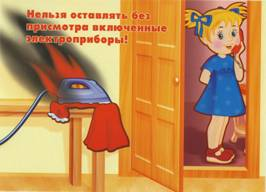 Нельзя оставлять без
присмотра включенные
электроприборы!